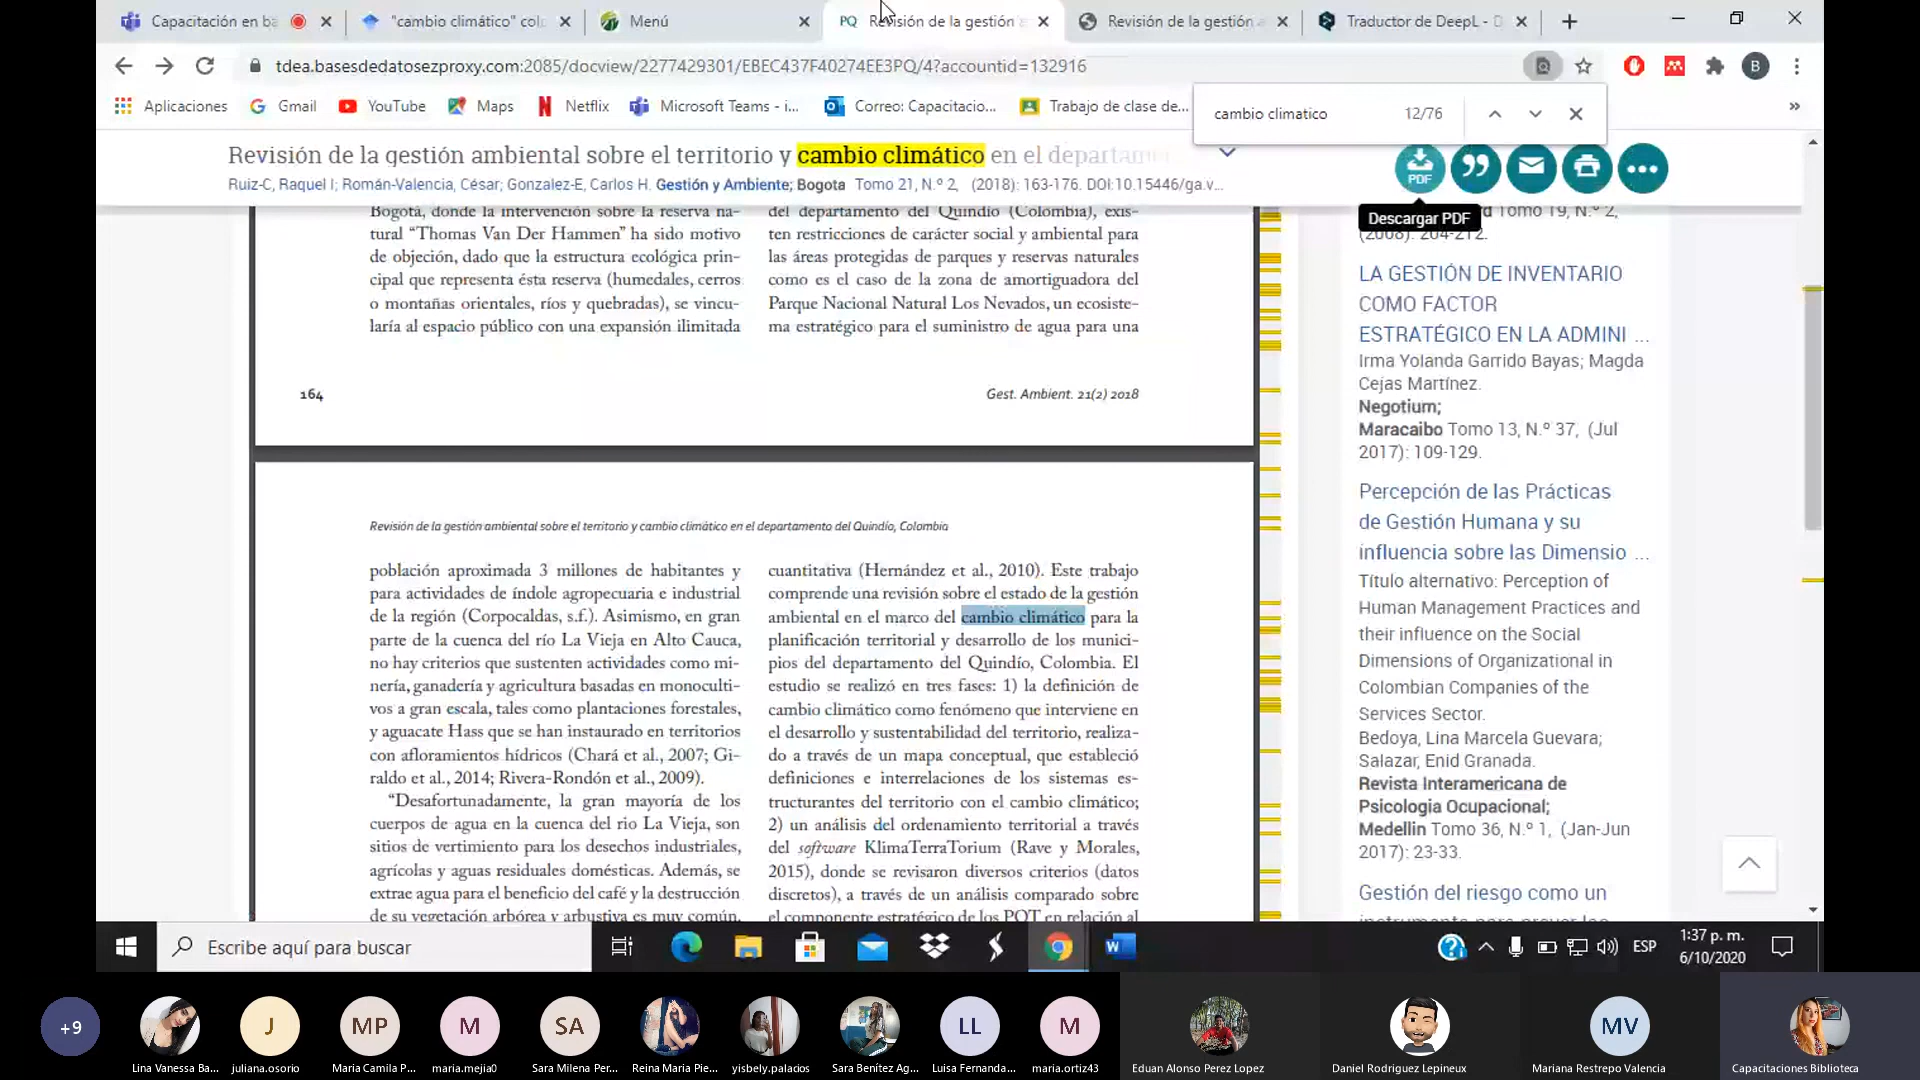 Capacitación en ba
"cambio climático" col
Menú
PQ Revisión de la gestión a
Revisión de la gestión a
Traductor de DeepL - D
tdea.basesdedatosezproxy.com:2085/docview/2277429301/EBEC437F40274EE3PQ/4?accountid=132916
B
Aplicaciones
Gmail
YouTube
Maps
Netflix
Microsoft Teams - i...
Correo: Capacitacio...
Trabajo de clase de...
»
cambio climatico 12/76
Revisión de la gestión ambiental sobre el territorio y cambio climático en el departame
Ruiz-C, Raquel I; Román-Valencia, César; Gonzalez-E, Carlos H. Gestión y Ambiente; Bogota Tomo 21, N.º 2, (2018): 163-176. DOI:10.15446/ga.v...
PDF
Descargar PDF
Bogotá, donde la intervención sobre la reserva na-
tural “Thomas Van Der Hammen” ha sido motivo
de objeción, dado que la estructura ecológica prin-
cipal que representa ésta reserva (humedales, cerros
o montañas orientales, ríos y quebradas), se vincu-
laría al espacio público con una expansión ilimitada
del departamento del Quindío (Colombia), exis-
ten restricciones de carácter social y ambiental para
las áreas protegidas de parques y reservas naturales
como es el caso de la zona de amortiguadora del
Parque Nacional Natural Los Nevados, un ecosiste-
ma estratégico para el suministro de agua para una
164
Gest. Ambient. 21(2) 2018
Revisión de la gestión ambiental sobre el territorio y cambio climático en el departamento del Quindío, Colombia
población aproximada 3 millones de habitantes y
para actividades de índole agropecuaria e industrial
de la región (Corpocaldas, s.f.). Asimismo, en gran
parte de la cuenca del río La Vieja en Alto Cauca,
no hay criterios que sustenten actividades como mi-
nería, ganadería y agricultura basadas en monoculti-
vos a gran escala, tales como plantaciones forestales,
y aguacate Hass que se han instaurado en territorios
con afloramientos hídricos (Chará et al., 2007; Gi-
raldo et al., 2014; Rivera-Rondón et al., 2009).
“Desafortunadamente, la gran mayoría de los
cuerpos de agua en la cuenca del rio La Vieja, son
sitios de vertimiento para los desechos industriales,
agrícolas y aguas residuales domésticas. Además, se
extrae agua para el beneficio del café y la destrucción
de su vegetación arbórea y arbustiva es muy común,
cuantitativa (Hernández et al., 2010). Este trabajo
comprende una revisión sobre el estado de la gestión
ambiental en el marco del cambio climático para la
planificación territorial y desarrollo de los munici-
pios del departamento del Quindío, Colombia. El
estudio se realizó en tres fases: 1) la definición de
cambio climático como fenómeno que interviene en
el desarrollo y sustentabilidad del territorio, realiza-
do a través de un mapa conceptual, que estableció
definiciones e interrelaciones de los sistemas es-
tructurantes del territorio con el cambio climático;
2) un análisis del ordenamiento territorial a través
del software KlimaTerraTorium (Rave y Morales,
2015), donde se revisaron diversos criterios (datos
discretos), a través de un análisis comparado sobre
el componente estratégico de los POT en relación al
Tomo 19, N.º 2,
(2008): 204-212.
LA GESTIÓN DE INVENTARIO
COMO FACTOR
ESTRATÉGICO EN LA ADMINI ...
Irma Yolanda Garrido Bayas; Magda
Cejas Martínez.
Negotium;
Maracaibo Tomo 13, N.º 37, (Jul
2017): 109-129.
Percepción de las Prácticas
de Gestión Humana y su
influencia sobre las Dimensio ...
Título alternativo: Perception of
Human Management Practices and
their influence on the Social
Dimensions of Organizational in
Colombian Companies of the
Services Sector.
Bedoya, Lina Marcela Guevara;
Salazar, Enid Granada.
Revista Interamericana de
Psicologia Ocupacional;
Medellin Tomo 36, N.º 1, (Jan-Jun
2017): 23-33.
Gestión del riesgo como un
Escribe aquí para buscar
ESP
1:37 p. m.
6/10/2020
+9
J
MP
M
SA
LL
M
MV
Lina Vanessa Ba...
juliana.osorio
Maria Camila P...
maria.mejia0
Sara Milena Per...
Reina Maria Pie...
yisbely.palacios
Sara Benítez Ag...
Luisa Fernanda...
maria.ortiz43
Eduan Alonso Perez Lopez
Daniel Rodriguez Lepineux
Mariana Restrepo Valencia
Capacitaciones Biblioteca